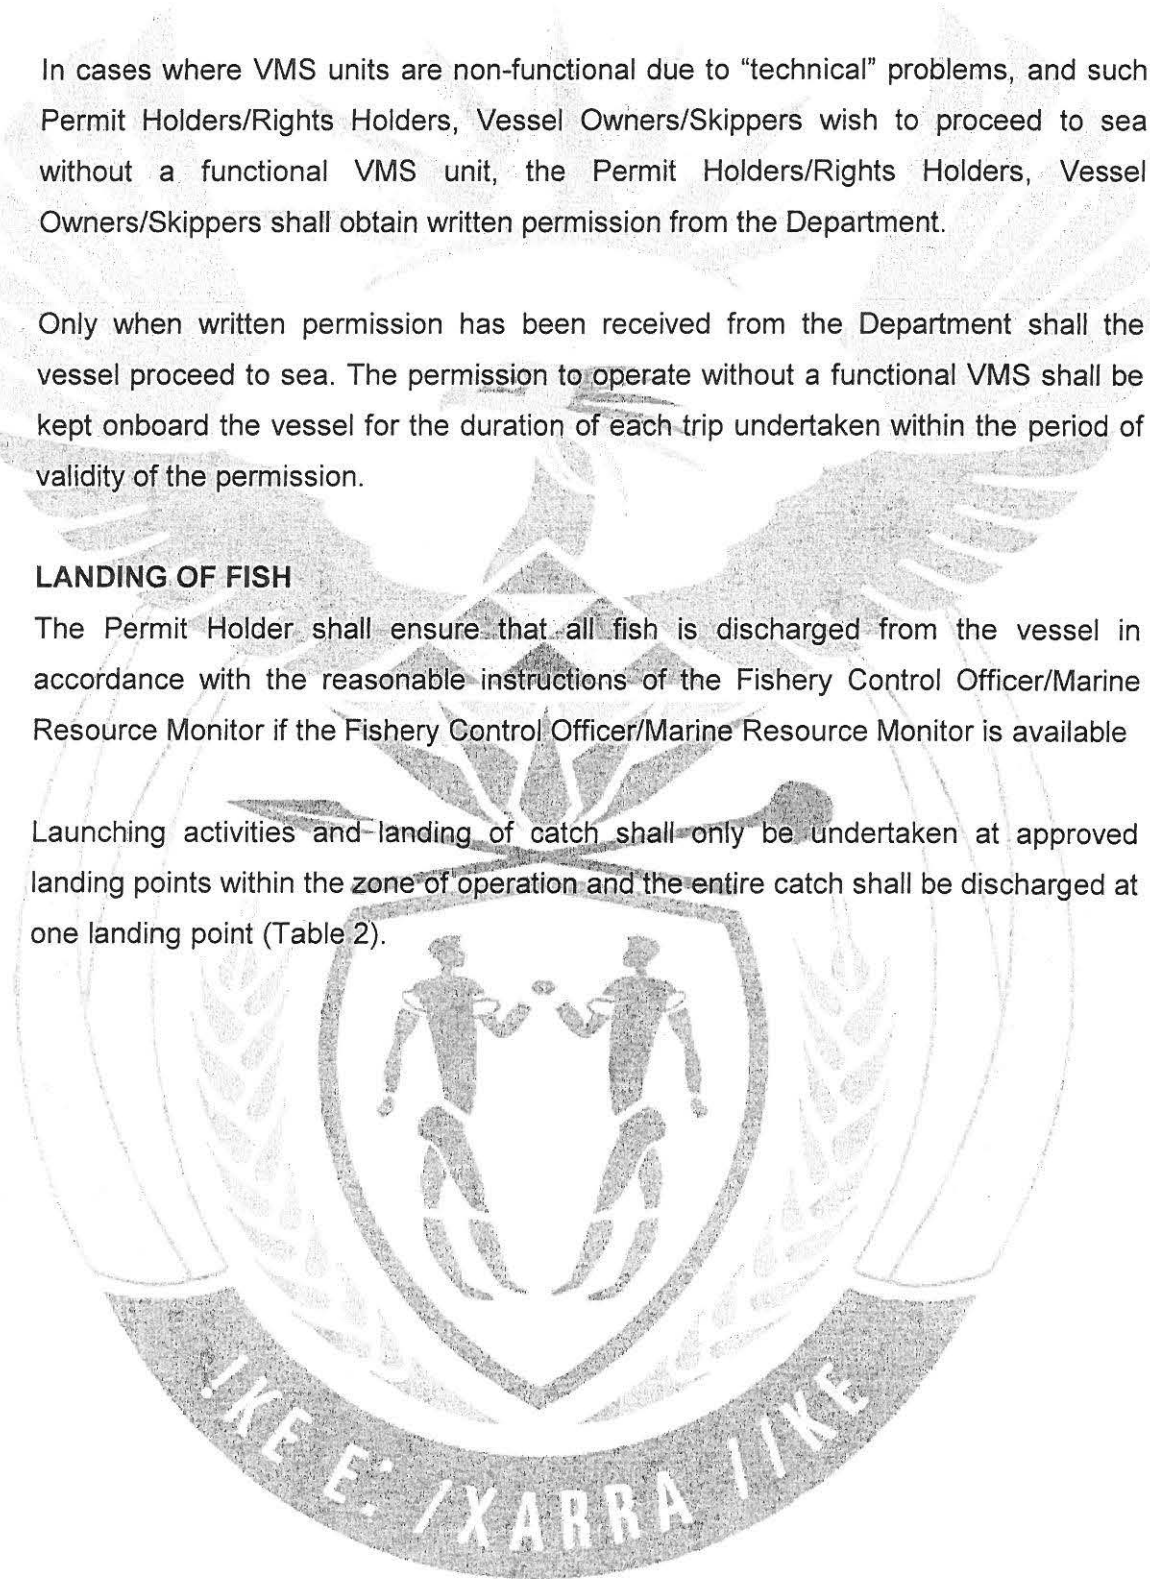 In cases where VMS units are non-functional due to “technical” problems, and such
Permit Holders/Rights Holders, Vessel Owners/Skippers wish to proceed to sea
without a functional VMS unit, the Permit Holders/Rights Holders, Vessel
Owners/Skippers shall obtain written permission from the Department.
Only when written permission has been received from the Department shall the
vessel proceed to sea. The permission to operate without a functional VMS shall be
kept onboard the vessel for the duration of each trip undertaken within the period of
validity of the permission.
LANDING OF FISH
The Permit Holder shall ensure that all fish is discharged from the vessel in
accordance with the reasonable instructions of the Fishery Control Officer/Marine
Resource Monitor if the Fishery Control Officer/Marine Resource Monitor is available
Launching activities and landing of catch shall only be undertaken at approved
landing points within the zone of operation and the entire catch shall be discharged at
one landing point (Table 2).
!KE E: /XARRA //KE